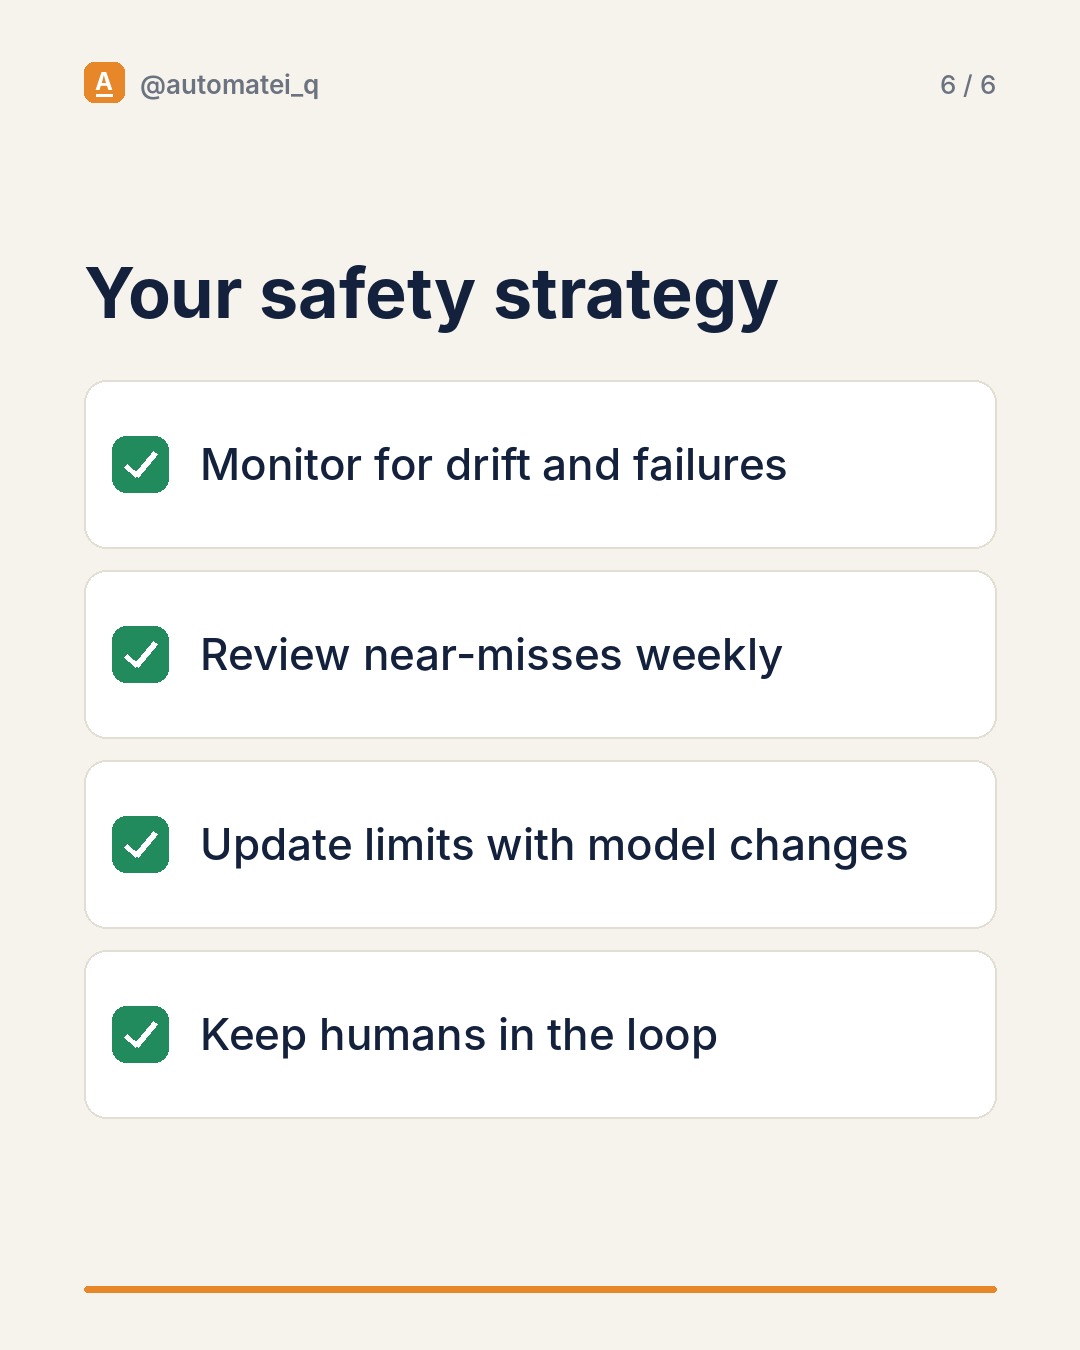 A @automatei_q
6 / 6
Your safety strategy
Monitor for drift and failures
Review near-misses weekly
Update limits with model changes
Keep humans in the loop